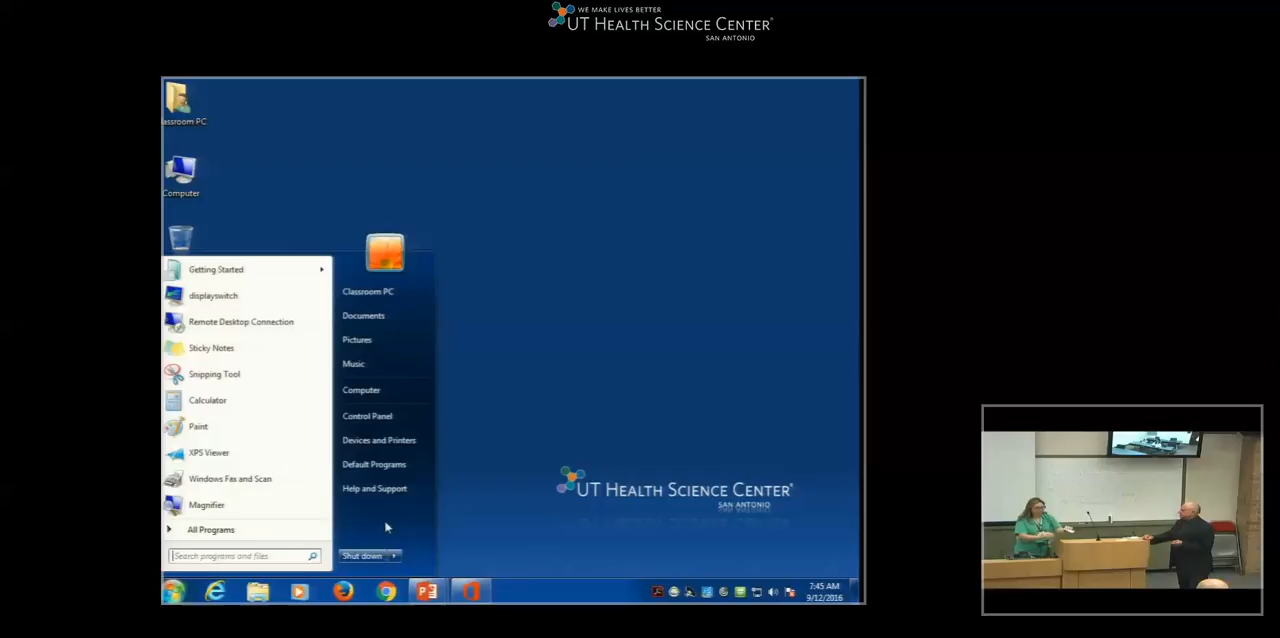 WE MAKE LIVES BETTER
UT HEALTH SCIENCE CENTER®
SAN ANTONIO
assroom PC
Computer
Getting Started
displayswitch
Remote Desktop Connection
Sticky Notes
Snipping Tool
Calculator
Paint
XPS Viewer
Windows Fax and Scan
Magnifier
All Programs
Search programs and files
Classroom PC
Documents
Pictures
Music
Computer
Control Panel
Devices and Printers
Default Programs
Help and Support
Shut down
UT HEALTH SCIENCE CENTER®
SAN ANTONIO
7:45 AM
9/12/2016